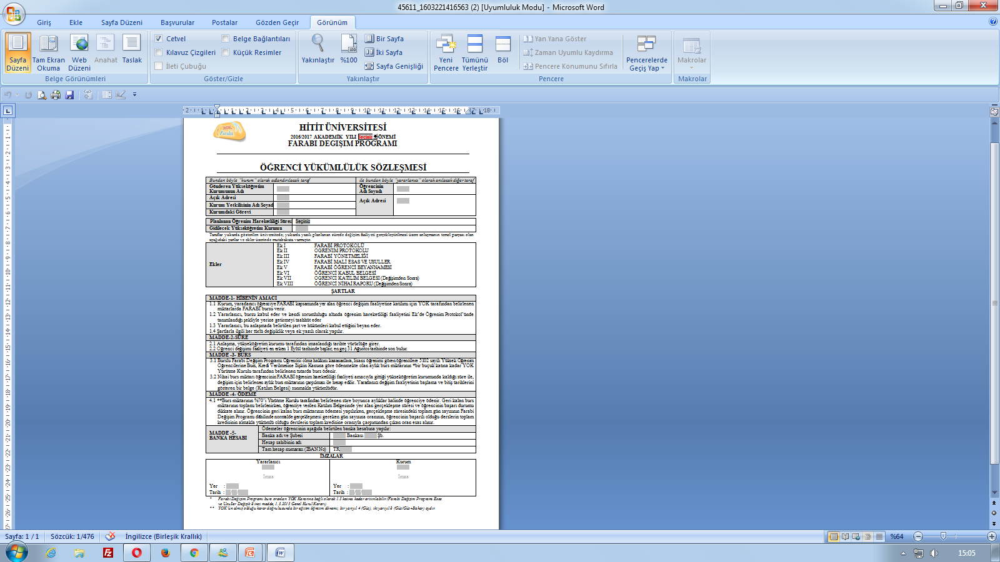 45611_1603221416563 (2) [Uyumluluk Modu] - Microsoft Word
Giriş Ekle Sayfa Düzeni Başvurular Postalar Gözden Geçir Görünüm
Sayfa Düzeni
Tam Ekran Okuma
Web Düzeni
Anahat
Taslak
Belge Görünümleri
Cetvel
Kılavuz Çizgileri
İleti Çubuğu
Belge Bağlantıları
Küçük Resimler
Göster/Gizle
Yakınlaştır
%100
Bir Sayfa
İki Sayfa
Sayfa Genişliği
Yakınlaştır
Yeni Pencere
Tümünü Yerleştir
Böl
Yan Yana Göster
Zaman Uyumlu Kaydırma
Pencere Konumunu Sıfırla
Pencerelerde Geçiş Yap
Pencere
Makrolar
Makrolar
Farabi
HİTİT ÜNİVERSİTESİ
2016/2017 AKADEMİK YILI Seçiniz DÖNEMİ
FARABİ DEĞİŞİM PROGRAMI
ÖĞRENCİ YÜKÜMLÜLÜK SÖZLEŞMESİ
Bundan böyle "kurum" olarak adlandırılacak taraf
ile bundan böyle "yararlanıcı" olarak anılacak diğer taraf
Gönderen Yükseköğretim Kurumunun Adı
Öğrencinin Adı Soyadı
Açık Adresi
Açık Adresi
Kurum Yetkilisinin Adı Soyad
Kurumdaki Görevi
Planlanan Öğrenim Hareketliliği Süresi Seçiniz
Gidilecek Yükseköğretim Kurumu
Taraflar yukarıda gösterilen üniversitede, yukarda yazılı planlanan sürede değişim faaliyeti gerçekleştirilmesi üzere anlaşmanın temel parçası olan
aşağıdaki şartlar ve ekler üzerinde mutabakata varmıştır.
Ekler
Ek I FARABİ PROTOKOLÜ
Ek II ÖĞRENİM PROTOKOLU
Ek III FARABİ YÖNETMELİĞİ
Ek IV FARABİ MALİ ESAS VE USULLER
Ek V FARABİ ÖĞRENCİ BEYANNAMESİ
Ek VI ÖĞRENCİ KABUL BELGESİ
Ek VII ÖĞRENCİ KATILIM BELGESI (Değişimden Sonra)
Ek VIII ÖĞRENCİ NİHAİ RAPORU (Değişimden Sonra)
ŞARTLAR
MADDE-1- HİBENİN AMACI
1.1 Kurum, yararlanıcı öğrenciye FARABİ kapsamında yer alan öğrenci değişim faaliyetine katılımı için YÖK tarafından belirlenen
miktarlarda FARABİ bursu verir.
1.2 Yararlanıcı, bursu kabul eder ve kendi sorumluluğu altında öğrenim hareketliliği faaliyetini Ek'de Öğrenim Protokol'ünde
tanımlandığı şekliyle yerine getirmeyi taahhüt eder
1.3 Yararlanıcı, bu anlaşmada belirtilen şart ve hükümleri kabul ettiğini beyan eder.
1.4 Şartlarla ilgili her türlü değişiklik veya ek yazılı olarak yapılır.
MADDE-2-SÜRE
2.1 Anlaşma, yükseköğretim kurumu tarafından imzalandığı tarihte yürürlüğe girer.
2.2 Öğrenci değişimi faaliyeti en erken 1 Eylül tarihinde başlar, en geç 31 Ağustos tarihinde son bulur.
MADDE -3- BURS
3.1 Burslu Farabi Değişim Programı Öğrencisi olma hakkını kazananlara, lisans öğrenimi gören öğrencilere 5102 sayılı Yüksek Öğrenim
Öğrencilerine Burs, Kredi Verilmesine İlişkin Kanuna göre ödenmekte olan aylık burs miktarının *bir buçuk katına kadar YÖK
Yürütme Kurulu tarafından belirlenen tutarda burs ödenir.
3.2 Nihai burs miktarı öğrencinin FARABİ öğrenim hareketliliği faaliyeti amacıyla gittiği yükseköğretim kurumunda kaldığı süre ile,
değişim için belirlenen aylık burs miktarının çarpılması ile hesap edilir. Yararlanıcı değişim faaliyetinin başlama ve bitiş tarihlerini
gösteren bir belge (Katılım Belgesi) sunmakla yükümlüdür.
MADDE -4- ÖDEME
4.1 **Burs miktarının %70'i Yürütme Kurulu tarafından belirlenen süre boyunca aylıklar halinde öğrenciye ödenir. Geri kalan burs
miktarının toplamı belirlenirken, öğrenciye verilen Katılım Belgesinde yer alan gerçekleşme süresi ve öğrencinin başarı durumu
dikkate alınır. Öğrencinin geri kalan burs miktarının ödemesi yapılırken, gerçekleşme süresindeki toplam gün sayısının Farabi
Değişim Programı dâhilinde normalde gerçekleşmesi gereken gün sayısına oranının, öğrencinin başarılı olduğu derslerin toplam
kredisinin almakla yükümlü olduğu derslerin toplam kredisine oranıyla çarpımından çıkan oran esas alınır.
MADDE -5- BANKA HESABI
Ödemeler öğrencinin aşağıda belirtilen banka hesabına yapılır:
Banka adı ve Şubesi Bankası Şb.
Hesap sahibinin adı
Tam hesap numarası (IBAN No) TR
İMZALAR
Yararlanıcı Kurum
İmza İmza
Yer : Yer :
Tarih : Tarih :
* Farabi Değişim Programı burs oranları YÖK Kararına bağlı olarak 1.5 katına kadar arttırılabilir (Farabi Değişim Programı Esas
ve Usuller Değişik 8 inci madde, 1.3.2013 Genel Kurul Kararı)
** YÖK'ün almış olduğu karar doğrultusunda bir eğitim öğretim dönemi, bir yarıyıl 4 (Güz), iki yarıyıl 8 (Güz/Güz+Bahar) aydır.
Sayfa: 1 / 1 Sözcük: 1/476 İngilizce (Birleşik Krallık) %64
15:05